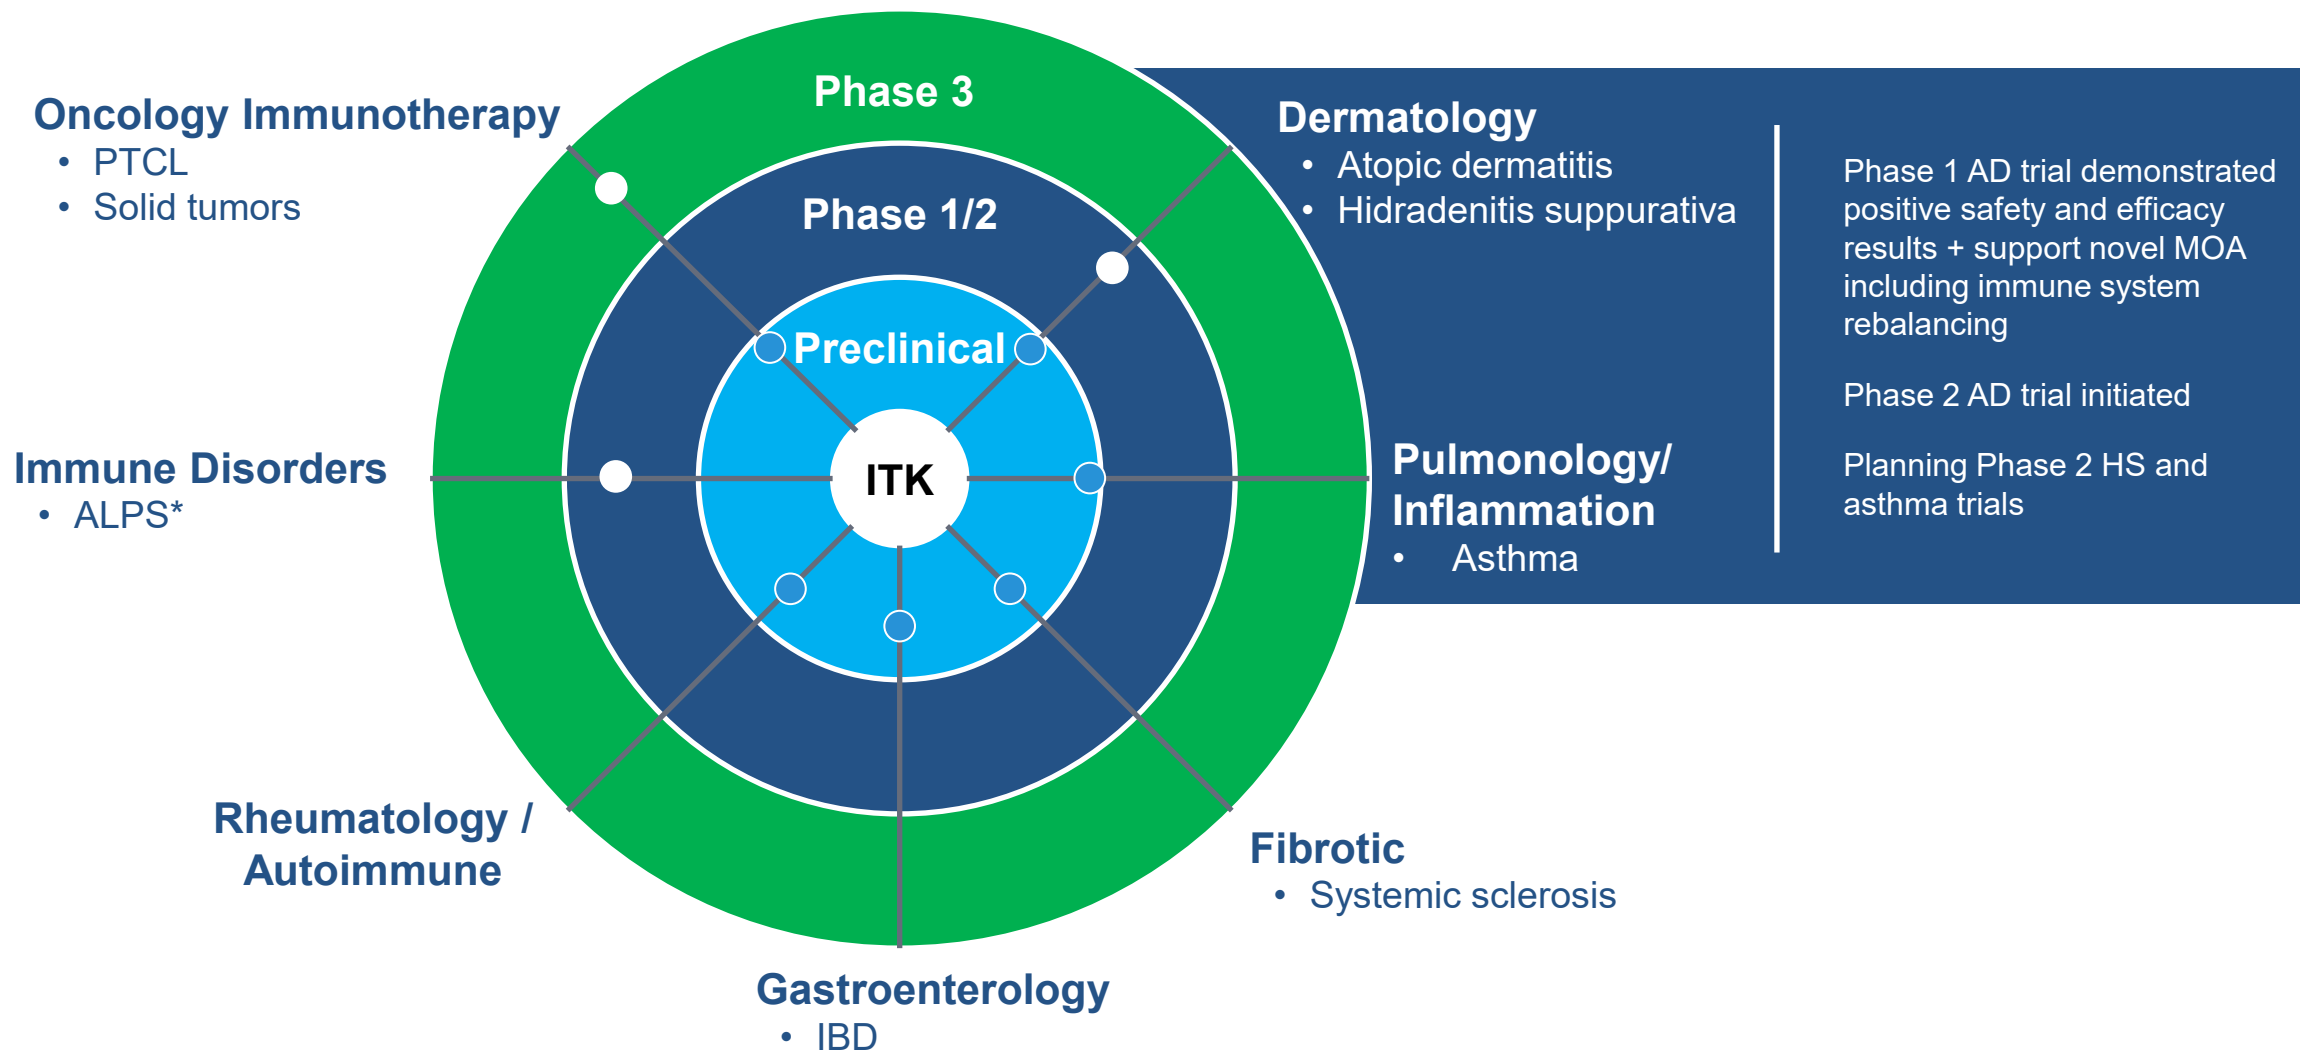 Phase 3
Phase 1/2
Preclinical
ITK
Oncology Immunotherapy
• PTCL
• Solid tumors
Immune Disorders
• ALPS*
Rheumatology /
Autoimmune
Gastroenterology
• IBD
Fibrotic
• Systemic sclerosis
Dermatology
• Atopic dermatitis
• Hidradenitis suppurativa
Pulmonology/
Inflammation
• Asthma
Phase 1 AD trial demonstrated
positive safety and efficacy
results + support novel MOA
including immune system
rebalancing
Phase 2 AD trial initiated
Planning Phase 2 HS and
asthma trials